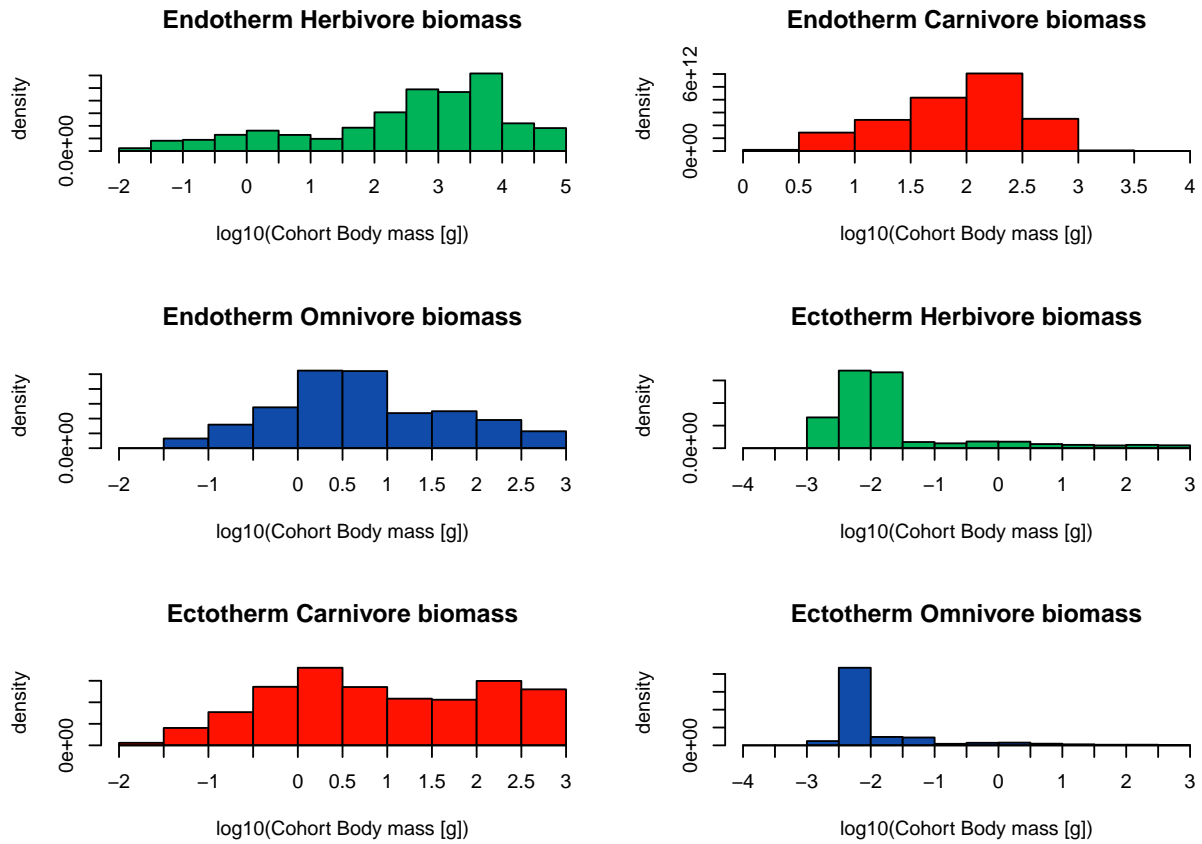 Endotherm Herbivore biomass
density
0.0e+00
−2 −1 0 1 2 3 4 5
log10(Cohort Body mass [g])
Endotherm Carnivore biomass
density
0e+00 6e+12
0 0.5 1 1.5 2 2.5 3 3.5 4
log10(Cohort Body mass [g])
Endotherm Omnivore biomass
density
0.0e+00
−2 −1 0 0.5 1 1.5 2 2.5 3
log10(Cohort Body mass [g])
Ectotherm Herbivore biomass
density
0.0e+00
−4 −3 −2 −1 0 1 2 3
log10(Cohort Body mass [g])
Ectotherm Carnivore biomass
density
0e+00
−2 −1 0 0.5 1 1.5 2 2.5 3
log10(Cohort Body mass [g])
Ectotherm Omnivore biomass
density
0e+00
−4 −3 −2 −1 0 1 2 3
log10(Cohort Body mass [g])